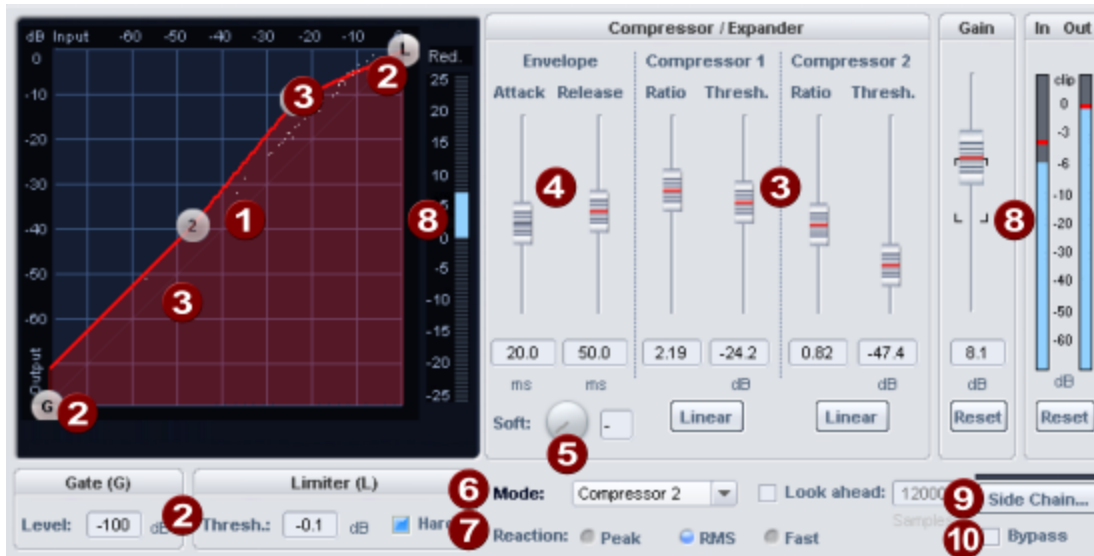 dB Input -60 -50 -40 -30 -20 -10 0 L
0
-10
-20
-30
-40
-50
-60
Output
G
2
1
2
3
3
2
Red.
25
20
15
10
5
0
-5
-10
-15
-20
-25
8
Compressor / Expander
Envelope Compressor 1 Compressor 2
Attack Release Ratio Thresh. Ratio Thresh.
4 3
20.0 50.0 2.19 -24.2 0.82 -47.4
ms ms dB dB
Soft: - Linear Linear
5
Gain
8.1
dB
Reset
8
In Out
clip
0
-3
-6
-10
-20
-30
-40
-50
-60
dB
Reset
Gate (G)
Level: -100 dB 2
Limiter (L)
Thresh.: -0.1 dB Hard
6 Mode: Compressor 2 Look ahead: 12000
Samples
7 Reaction: Peak RMS Fast
9 Side Chain...
10 Bypass